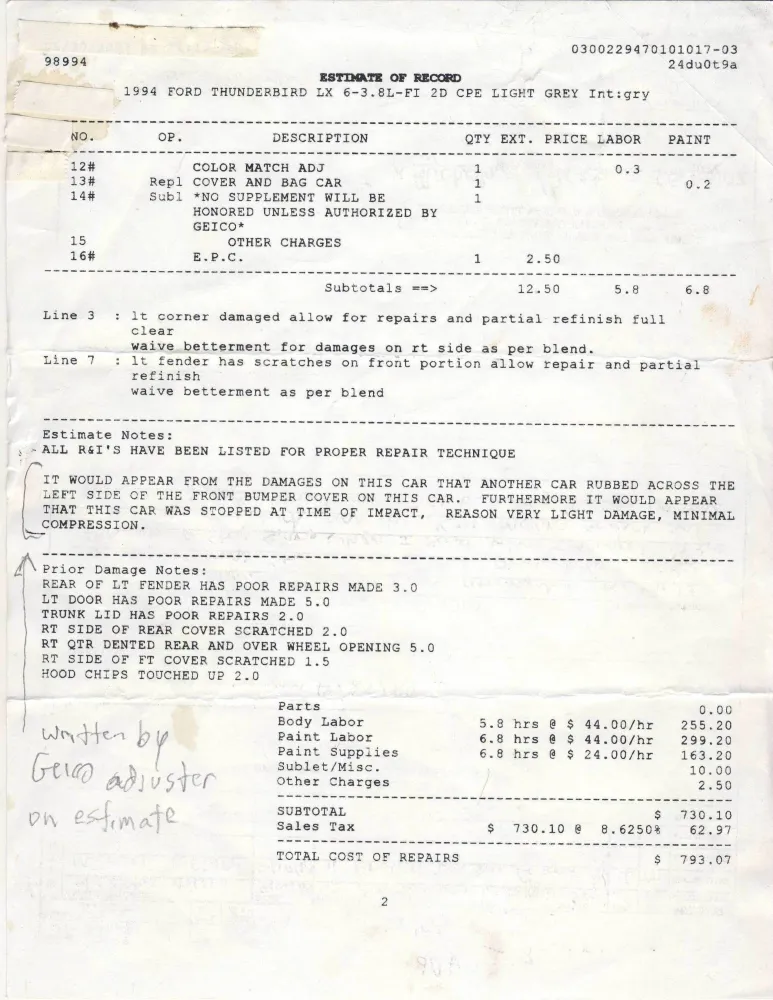 0300229470101017-03
98994
24du0t9a
ESTIMATE OF RECORD
1994 FORD THUNDERBIRD LX 6-3.8L-FI 2D CPE LIGHT GREY Int:gry
NO. OP. DESCRIPTION QTY EXT. PRICE LABOR PAINT
12# COLOR MATCH ADJ 1 0.3
13# Repl COVER AND BAG CAR 1 0.2
14# Subl *NO SUPPLEMENT WILL BE 1
HONORED UNLESS AUTHORIZED BY
GEICO*
15 OTHER CHARGES
16# E.P.C. 1 2.50
Subtotals ==> 12.50 5.8 6.8
Line 3 : lt corner damaged allow for repairs and partial refinish full
clear
waive betterment for damages on rt side as per blend.
Line 7 : lt fender has scratches on front portion allow repair and partial
refinish
waive betterment as per blend
Estimate Notes:
ALL R&I'S HAVE BEEN LISTED FOR PROPER REPAIR TECHNIQUE
IT WOULD APPEAR FROM THE DAMAGES ON THIS CAR THAT ANOTHER CAR RUBBED ACROSS THE
LEFT SIDE OF THE FRONT BUMPER COVER ON THIS CAR. FURTHERMORE IT WOULD APPEAR
THAT THIS CAR WAS STOPPED AT TIME OF IMPACT, REASON VERY LIGHT DAMAGE, MINIMAL
COMPRESSION.
Prior Damage Notes:
REAR OF LT FENDER HAS POOR REPAIRS MADE 3.0
LT DOOR HAS POOR REPAIRS MADE 5.0
TRUNK LID HAS POOR REPAIRS 2.0
RT SIDE OF REAR COVER SCRATCHED 2.0
RT QTR DENTED REAR AND OVER WHEEL OPENING 5.0
RT SIDE OF FT COVER SCRATCHED 1.5
HOOD CHIPS TOUCHED UP 2.0
Parts 0.00
Body Labor 5.8 hrs @ $ 44.00/hr 255.20
Paint Labor 6.8 hrs @ $ 44.00/hr 299.20
Paint Supplies 6.8 hrs @ $ 24.00/hr 163.20
Sublet/Misc. 10.00
Other Charges 2.50
SUBTOTAL $ 730.10
Sales Tax $ 730.10 @ 8.6250% 62.97
TOTAL COST OF REPAIRS $ 793.07
written by
Geico adjuster
on estimate
2